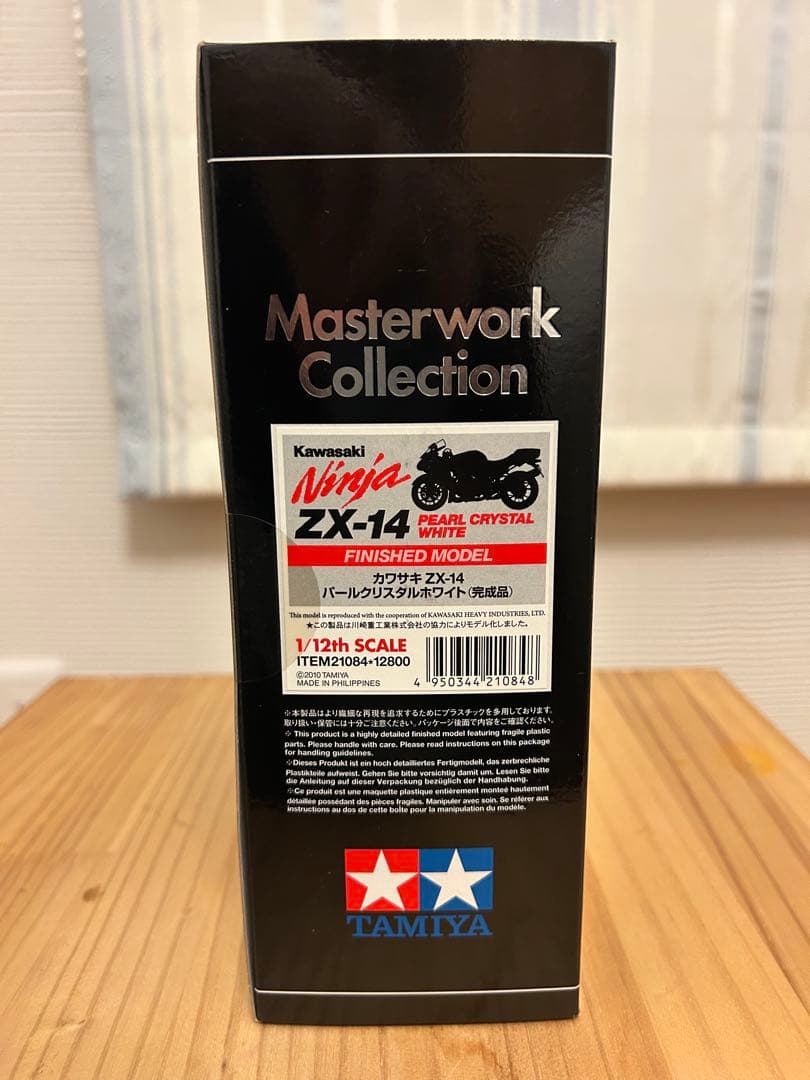 Masterwork
Collection
Kawasaki
Ninja
ZX-14 PEARL CRYSTAL
WHITE
FINISHED MODEL
カワサキ ZX-14
パールクリスタルホワイト(完成品)
This model is reproduced with the cooperation of KAWASAKI HEAVY INDUSTRIES, LTD.
★この製品は川崎重工業株式会社の協力によりモデル化しました。
1/12th SCALE
ITEM21084★12800
©2010 TAMIYA
MADE IN PHILIPPINES
4 950344 210848
※本製品はより繊細な再現を追求するためにプラスチックを多用しております。
取り扱い・保管には十分ご注意ください。パッケージ後面で内容をご確認ください。
※ This product is a highly detailed finished model featuring fragile plastic
parts. Please handle with care. Please read instructions on this package
for handling guidelines.
※Dieses Produkt ist ein hoch detailliertes Fertigmodell, das zerbrechliche
Plastikteile aufweist. Gehen Sie bitte vorsichtig damit um. Lesen Sie bitte
die Anleitung auf dieser Verpackung bezüglich der Handhabung.
※Ce produit est une maquette plastique entièrement monteé hautement
détaillée possédant des pièces fragiles. Manipuler avec soin. Se référer aux
instructions au dos de cette boîte pour la manipulation du modèle.
TAMIYA